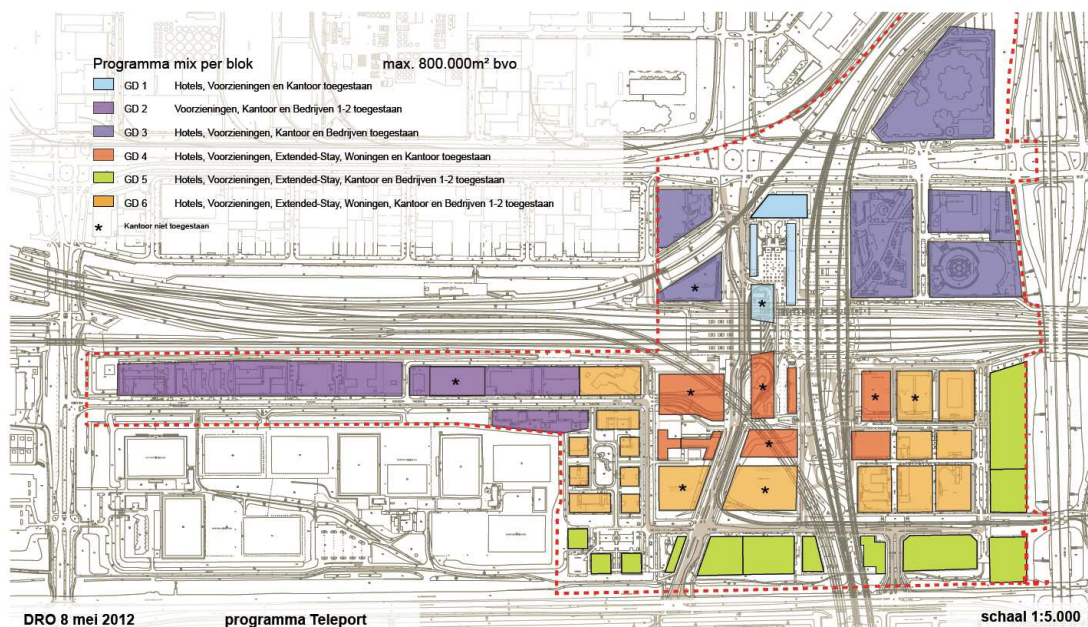 Programma mix per blok max. 800.000m² bvo
GD 1 Hotels, Voorzieningen en Kantoor toegestaan
GD 2 Voorzieningen, Kantoor en Bedrijven 1-2 toegestaan
GD 3 Hotels, Voorzieningen, Kantoor en Bedrijven toegestaan
GD 4 Hotels, Voorzieningen, Extended-Stay, Woningen en Kantoor toegestaan
GD 5 Hotels, Voorzieningen, Extended-Stay, Kantoor en Bedrijven 1-2 toegestaan
GD 6 Hotels, Voorzieningen, Extended-Stay, Woningen, Kantoor en Bedrijven 1-2 toegestaan
* Kantoor niet toegestaan
DRO 8 mei 2012 programma Teleport schaal 1:5.000